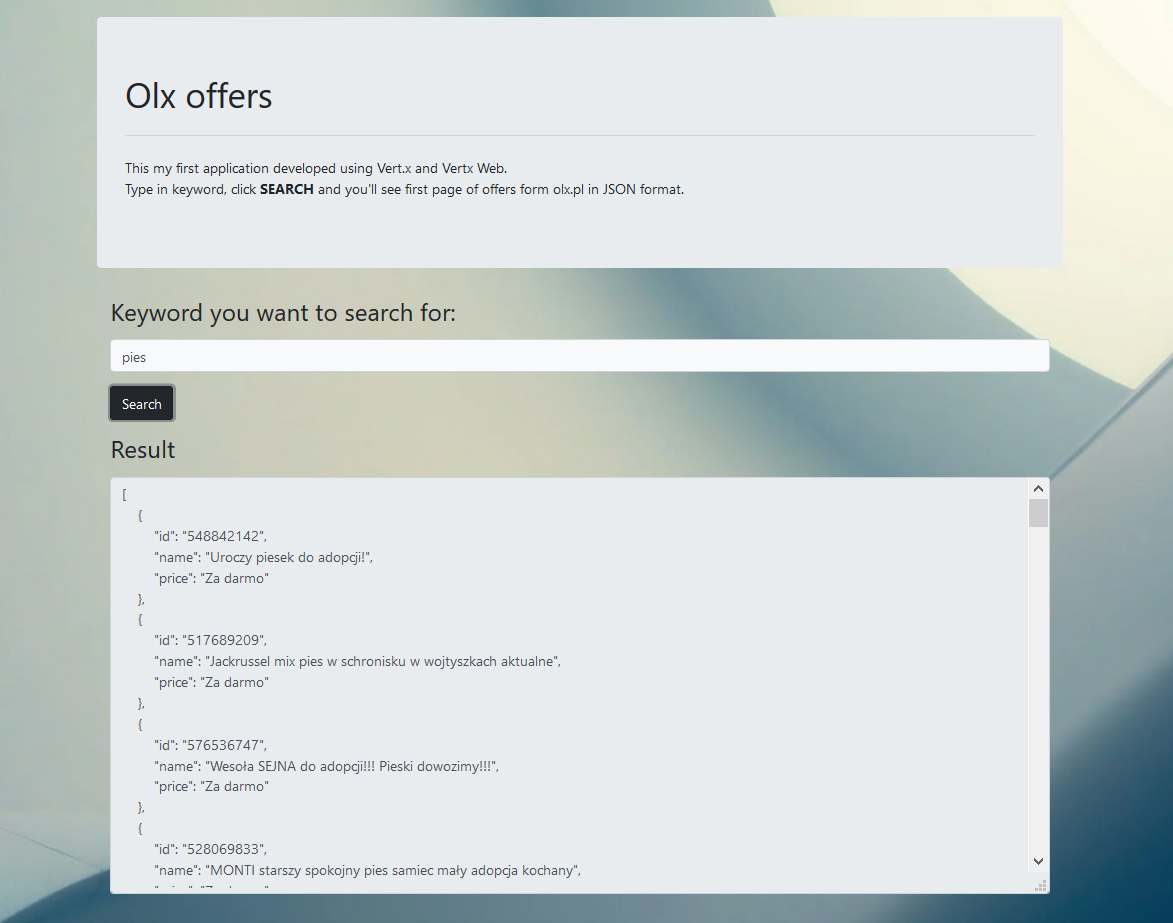 Olx offers
This my first application developed using Vert.x and Vertx Web.
Type in keyword, click SEARCH and you'll see first page of offers form olx.pl in JSON format.
Keyword you want to search for:
pies
Search
Result
[
{
"id": "548842142",
"name": "Uroczy piesek do adopcji!",
"price": "Za darmo"
},
{
"id": "517689209",
"name": "Jackrussel mix pies w schronisku w wojtyszkach aktualne",
"price": "Za darmo"
},
{
"id": "576536747",
"name": "Wesoła SEJNA do adopcji!!! Pieski dowozimy!!!",
"price": "Za darmo"
},
{
"id": "528069833",
"name": "MONTI starszy spokojny pies samiec mały adopcja kochany",